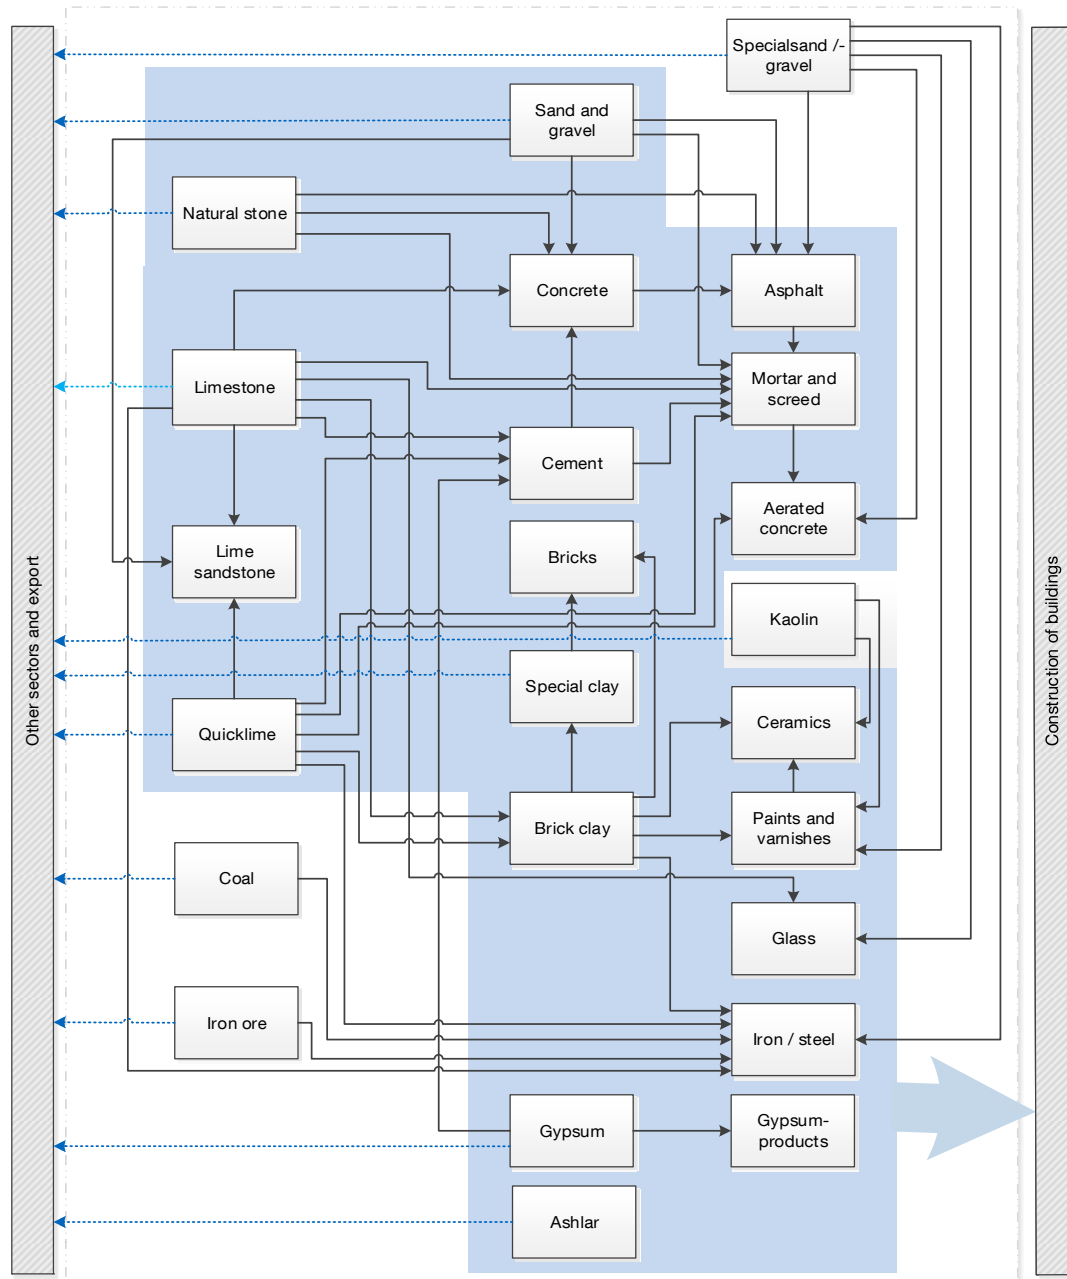 Specialsand /-
gravel
Sand and
gravel
Natural stone
Concrete
Asphalt
Limestone
Mortar and
screed
Cement
Aerated
concrete
Lime
sandstone
Bricks
Kaolin
Special clay
Quicklime
Ceramics
Brick clay
Paints and
varnishes
Coal
Glass
Iron ore
Iron / steel
Gypsum
Gypsum-
products
Ashlar
Other sectors and export
Construction of buildings